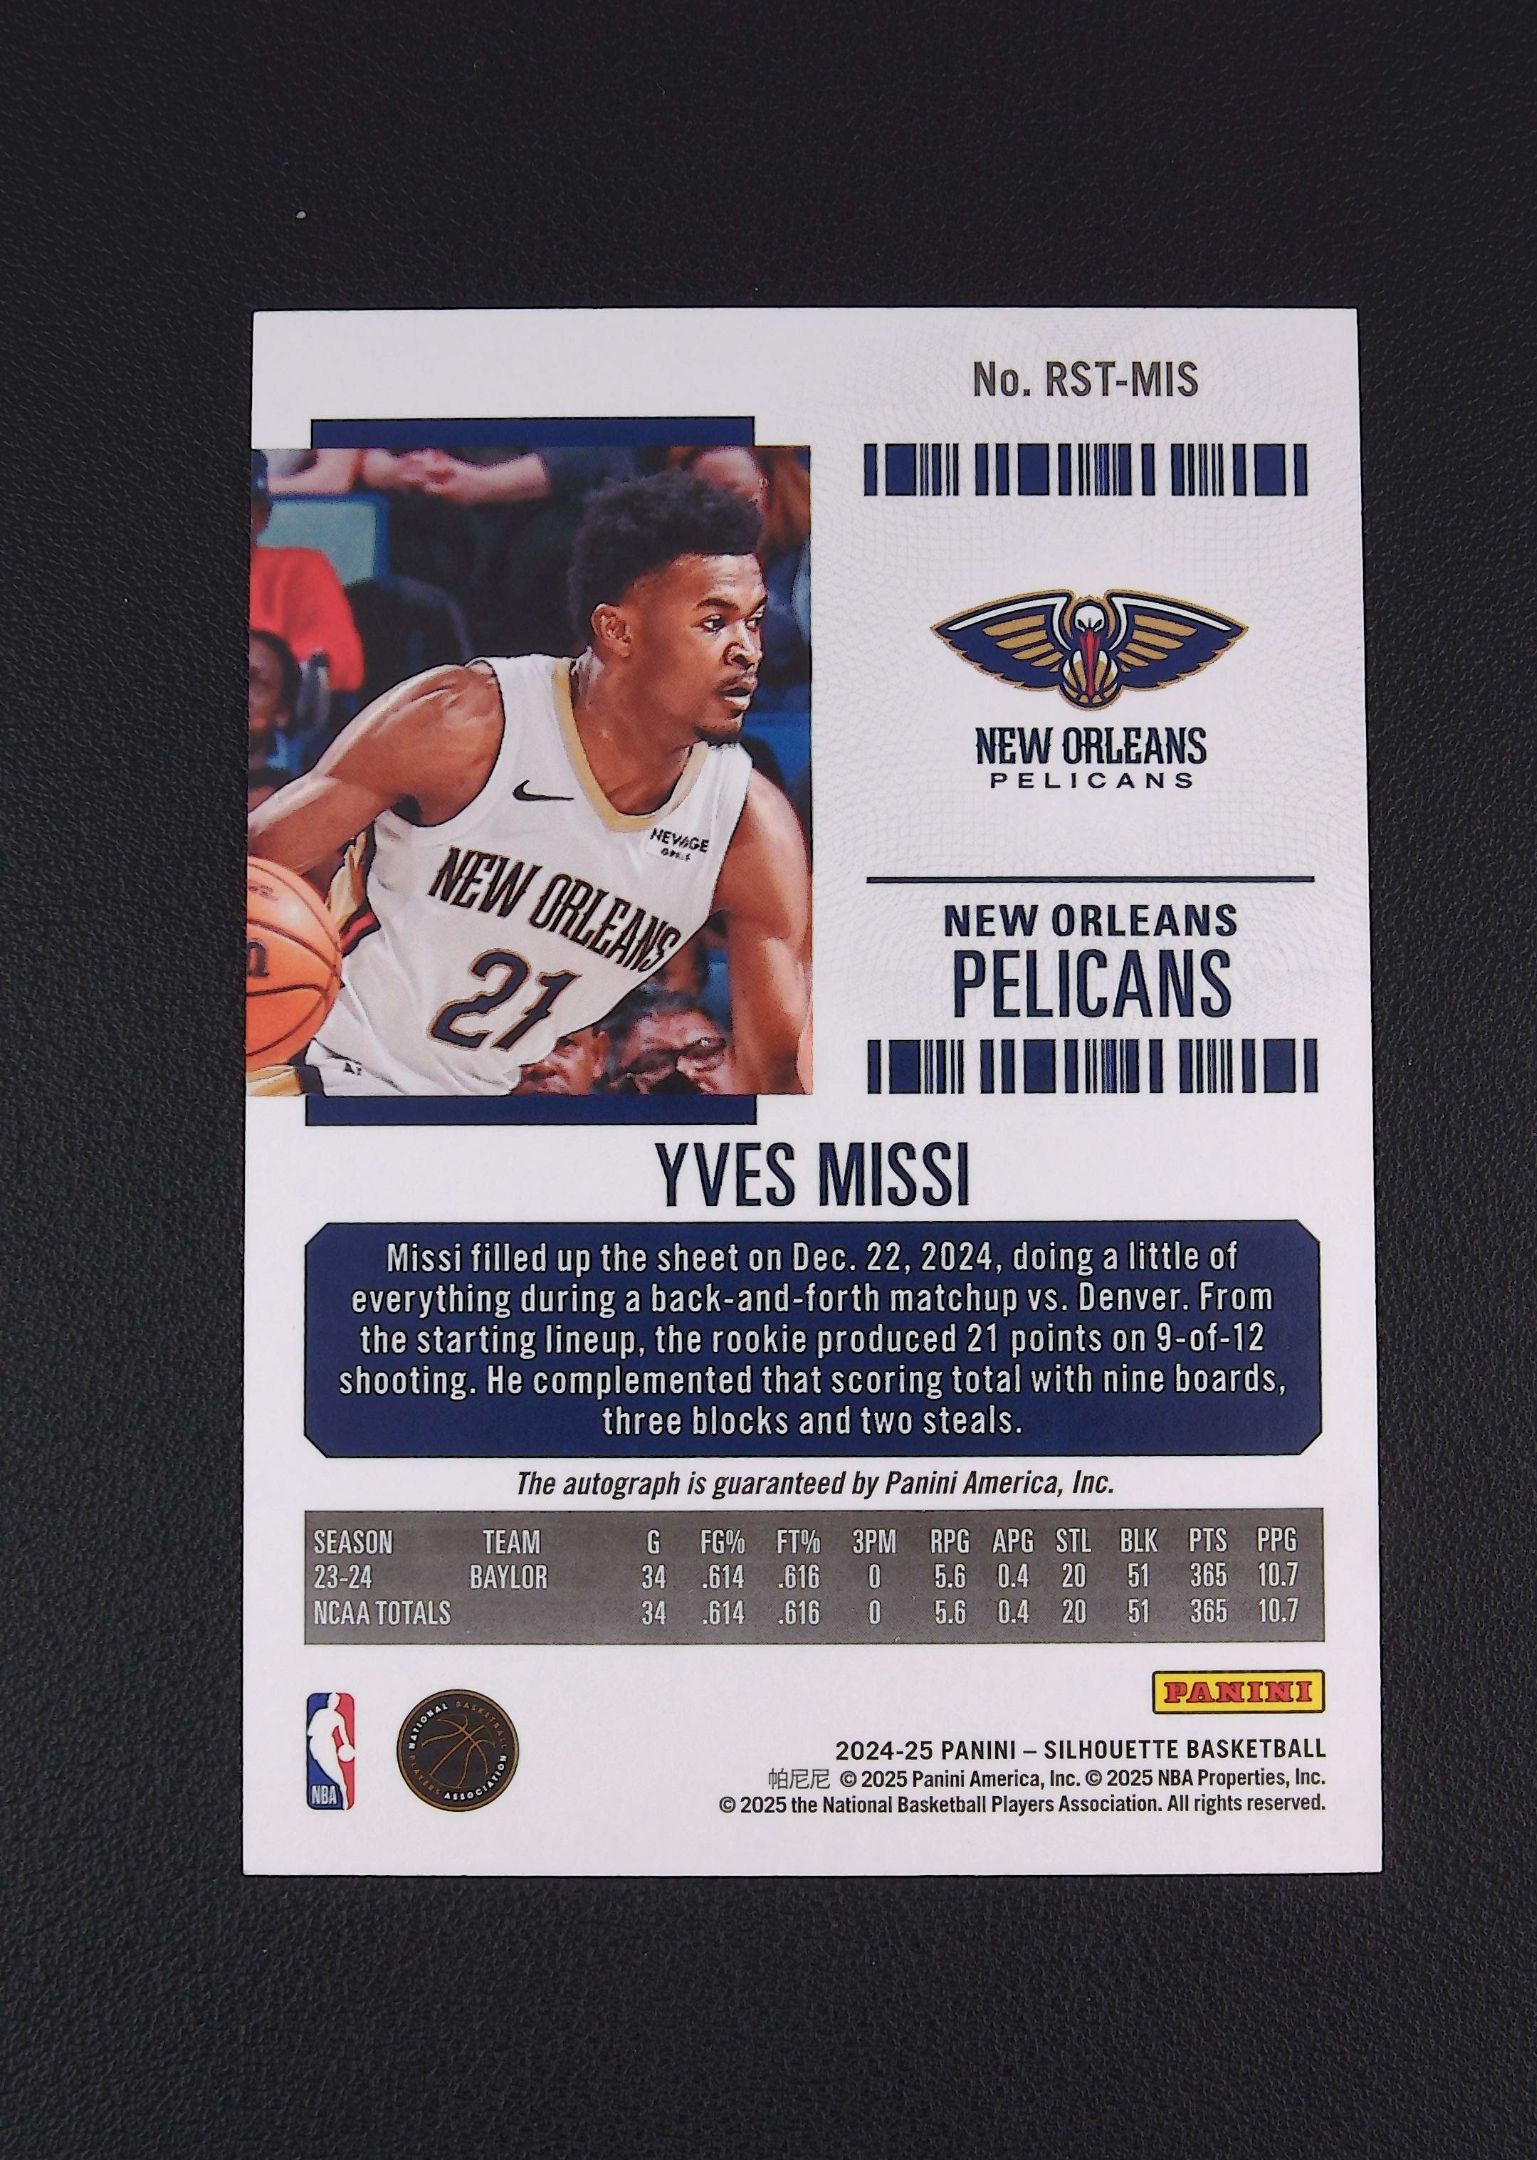 No. RST-MIS
NEW ORLEANS
PELICANS
NEW ORLEANS
21
NEW ORLEANS
PELICANS
YVES MISSI
Missi filled up the sheet on Dec. 22, 2024, doing a little of
everything during a back-and-forth matchup vs. Denver. From
the starting lineup, the rookie produced 21 points on 9-of-12
shooting. He complemented that scoring total with nine boards,
three blocks and two steals.
The autograph is guaranteed by Panini America, Inc.
SEASON TEAM G FG% FT% 3PM RPG APG STL BLK PTS PPG
23-24 BAYLOR 34 .614 .616 0 5.6 0.4 20 51 365 10.7
NCAA TOTALS 34 .614 .616 0 5.6 0.4 20 51 365 10.7
PANINI
NBA
NATIONAL BASKETBALL PLAYERS ASSOCIATION
2024-25 PANINI – SILHOUETTE BASKETBALL
帕尼尼 © 2025 Panini America, Inc. © 2025 NBA Properties, Inc.
© 2025 the National Basketball Players Association. All rights reserved.